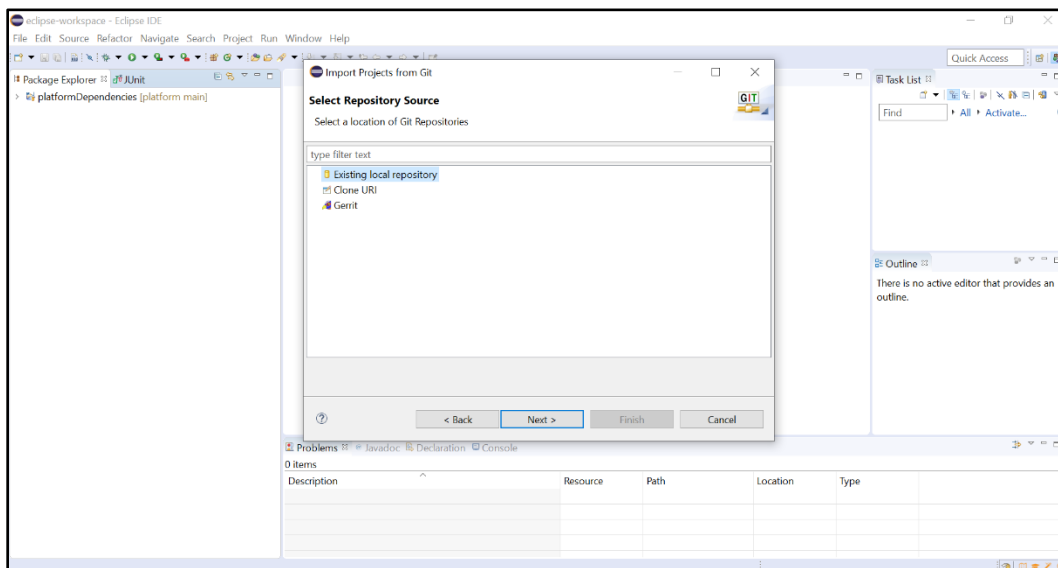 eclipse-workspace - Eclipse IDE
File Edit Source Refactor Navigate Search Project Run Window Help
Quick Access
Package Explorer
JUnit
platformDependencies [platform main]
Import Projects from Git
Select Repository Source
Select a location of Git Repositories
GIT
type filter text
Existing local repository
Clone URI
Gerrit
< Back
Next >
Finish
Cancel
Task List
Find
All
Activate...
Outline
There is no active editor that provides an
outline.
Problems
Javadoc
Declaration
Console
0 items
Description
Resource
Path
Location
Type